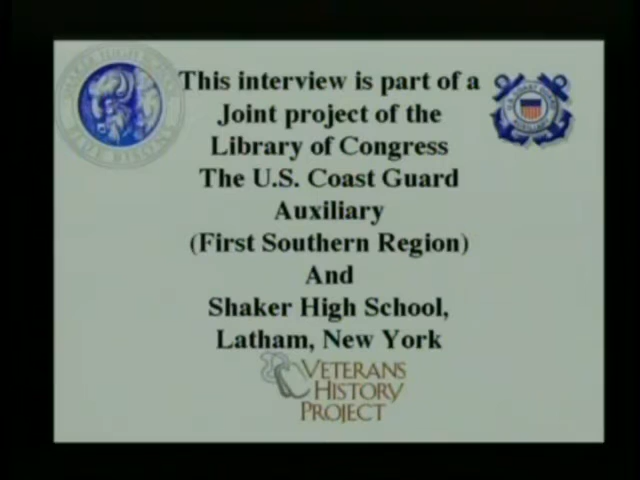 This interview is part of a
Joint project of the
Library of Congress
The U.S. Coast Guard
Auxiliary
(First Southern Region)
And
Shaker High School,
Latham, New York
VETERANS
HISTORY
PROJECT